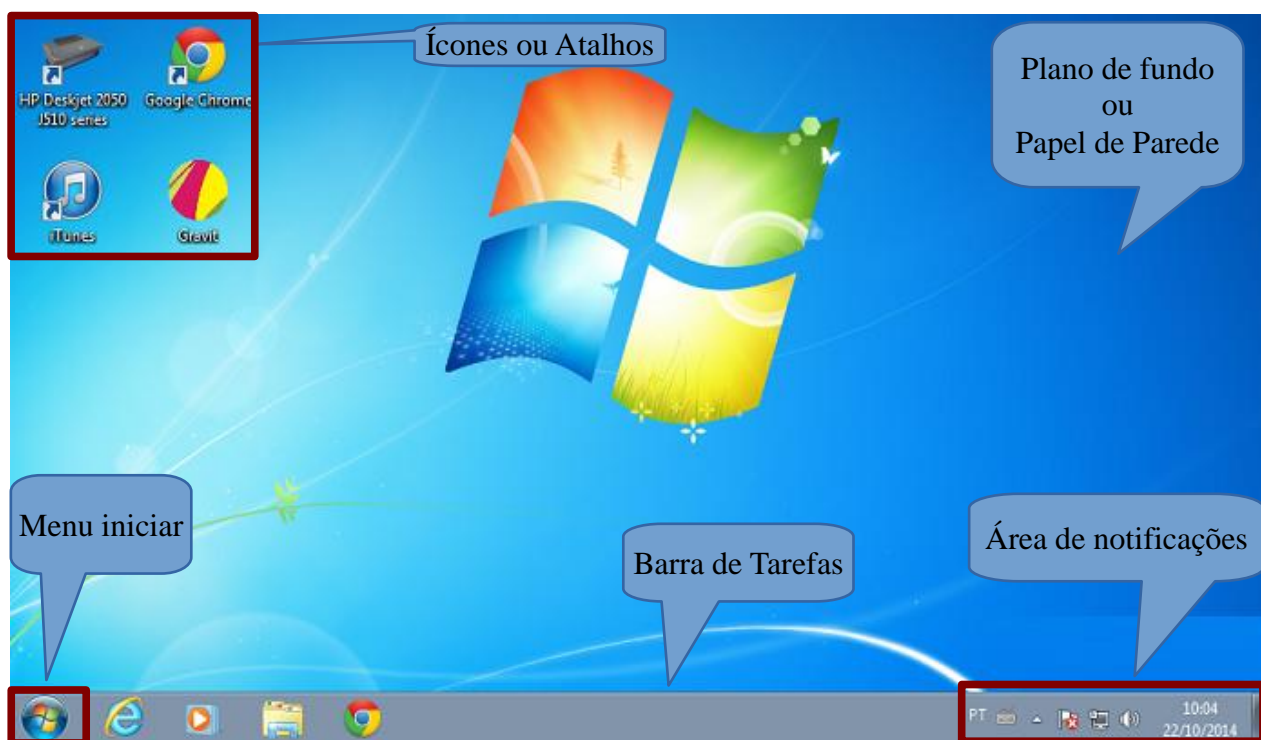 Ícones ou Atalhos
Plano de fundo
ou
Papel de Parede
HP Deskjet 2050
J510 series
Google Chrome
iTunes
Gravit
Menu iniciar
Barra de Tarefas
Área de notificações
PT
10:04
22/10/2014